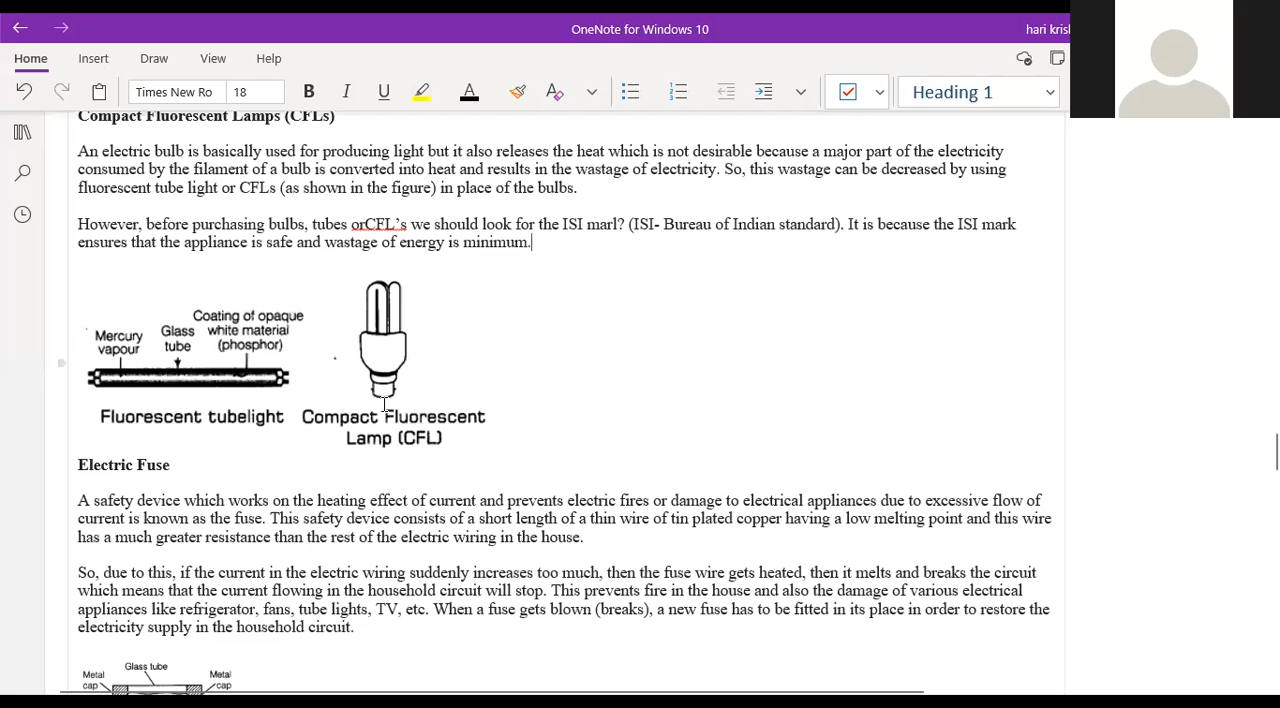 OneNote for Windows 10
hari krish
Home Insert Draw View Help
Times New Ro 18 B I U A A Heading 1
Compact Fluorescent Lamps (CFLs)
An electric bulb is basically used for producing light but it also releases the heat which is not desirable because a major part of the electricity
consumed by the filament of a bulb is converted into heat and results in the wastage of electricity. So, this wastage can be decreased by using
fluorescent tube light or CFLs (as shown in the figure) in place of the bulbs.
However, before purchasing bulbs, tubes orCFL's we should look for the ISI marl? (ISI- Bureau of Indian standard). It is because the ISI mark
ensures that the appliance is safe and wastage of energy is minimum.
Mercury
vapour
Glass
tube
Coating of opaque
white material
(phosphor)
Fluorescent tubelight
Compact Fluorescent
Lamp (CFL)
Electric Fuse
A safety device which works on the heating effect of current and prevents electric fires or damage to electrical appliances due to excessive flow of
current is known as the fuse. This safety device consists of a short length of a thin wire of tin plated copper having a low melting point and this wire
has a much greater resistance than the rest of the electric wiring in the house.
So, due to this, if the current in the electric wiring suddenly increases too much, then the fuse wire gets heated, then it melts and breaks the circuit
which means that the current flowing in the household circuit will stop. This prevents fire in the house and also the damage of various electrical
appliances like refrigerator, fans, tube lights, TV, etc. When a fuse gets blown (breaks), a new fuse has to be fitted in its place in order to restore the
electricity supply in the household circuit.
Metal
cap
Glass tube
Metal
cap